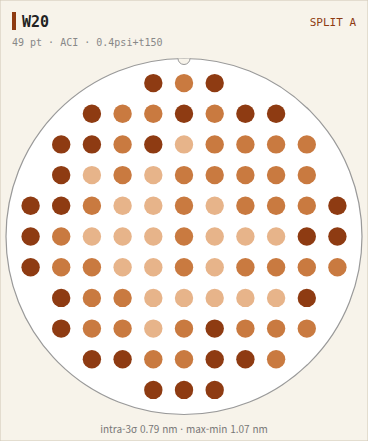 W20
SPLIT A
49 pt · ACI · 0.4psi+t150
intra-3σ 0.79 nm · max-min 1.07 nm